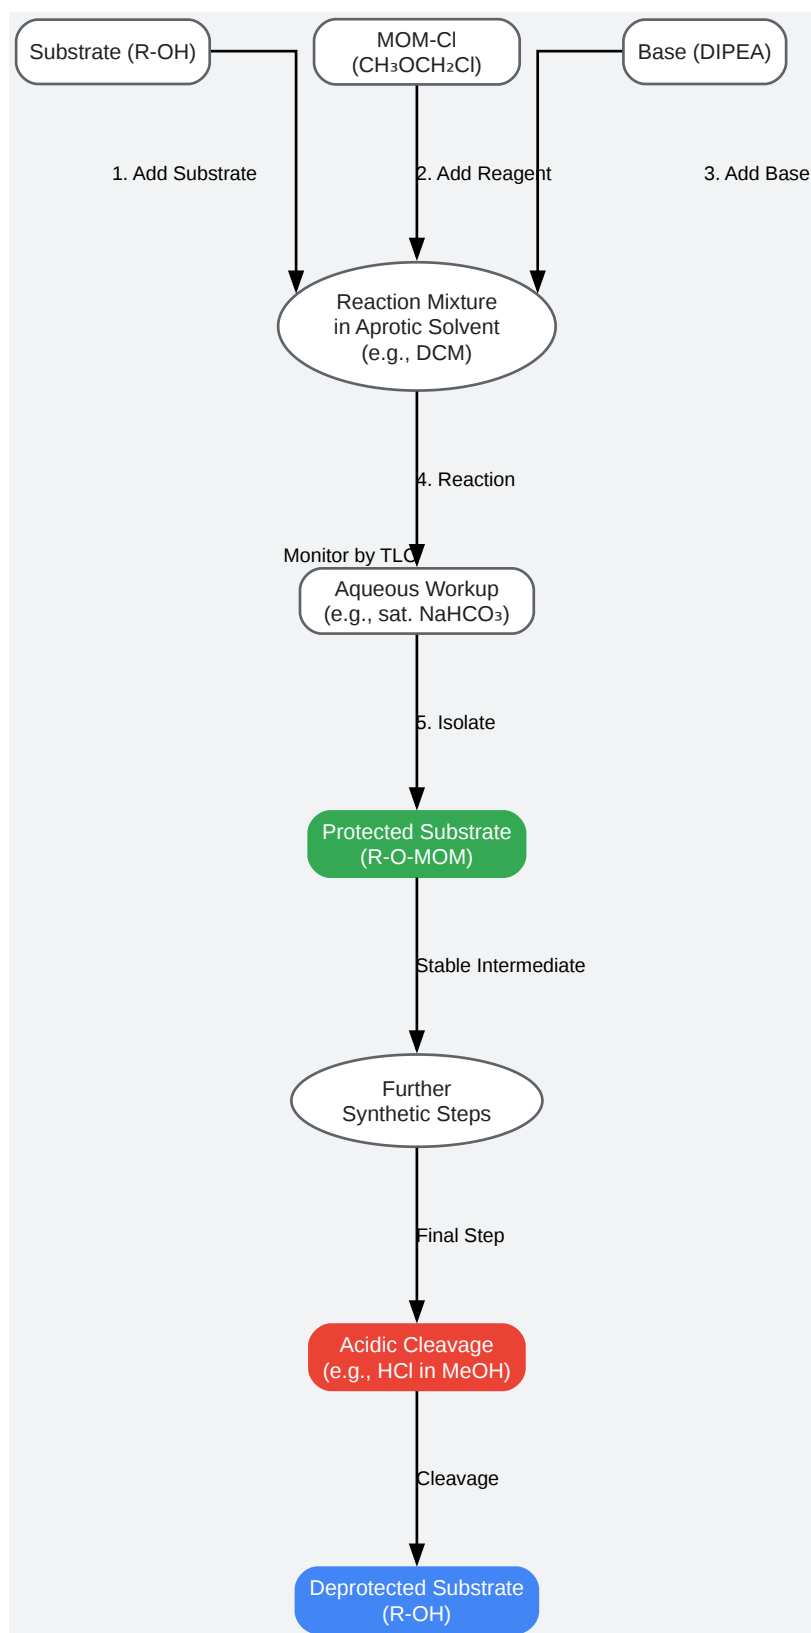 Substrate (R-OH)
MOM-Cl
(CH₃OCH₂Cl)
Base (DIPEA)
1. Add Substrate
2. Add Reagent
3. Add Base
Reaction Mixture
in Aprotic Solvent
(e.g., DCM)
4. Reaction
Monitor by TLC
Aqueous Workup
(e.g., sat. NaHCO₃)
5. Isolate
Protected Substrate
(R-O-MOM)
Stable Intermediate
Further
Synthetic Steps
Final Step
Acidic Cleavage
(e.g., HCl in MeOH)
Cleavage
Deprotected Substrate
(R-OH)